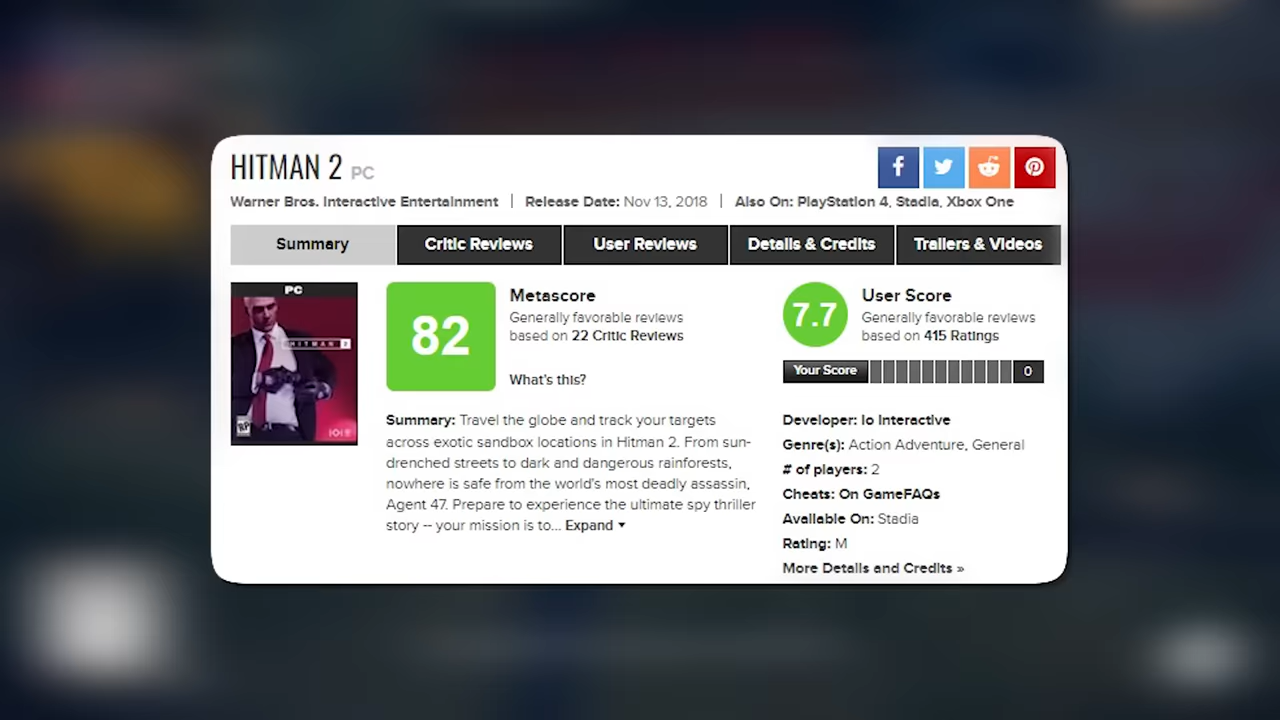 HITMAN 2 PC
Warner Bros. Interactive Entertainment | Release Date: Nov 13, 2018 | Also On: PlayStation 4, Stadia, Xbox One
Summary Critic Reviews User Reviews Details & Credits Trailers & Videos
PC
HITMAN 2
RP
IOI
82
Metascore
Generally favorable reviews
based on 22 Critic Reviews
What's this?
7.7
User Score
Generally favorable reviews
based on 415 Ratings
Your Score 0
Summary: Travel the globe and track your targets
across exotic sandbox locations in Hitman 2. From sun-
drenched streets to dark and dangerous rainforests,
nowhere is safe from the world's most deadly assassin,
Agent 47. Prepare to experience the ultimate spy thriller
story -- your mission is to... Expand
Developer: Io Interactive
Genre(s): Action Adventure, General
# of players: 2
Cheats: On GameFAQs
Available On: Stadia
Rating: M
More Details and Credits »